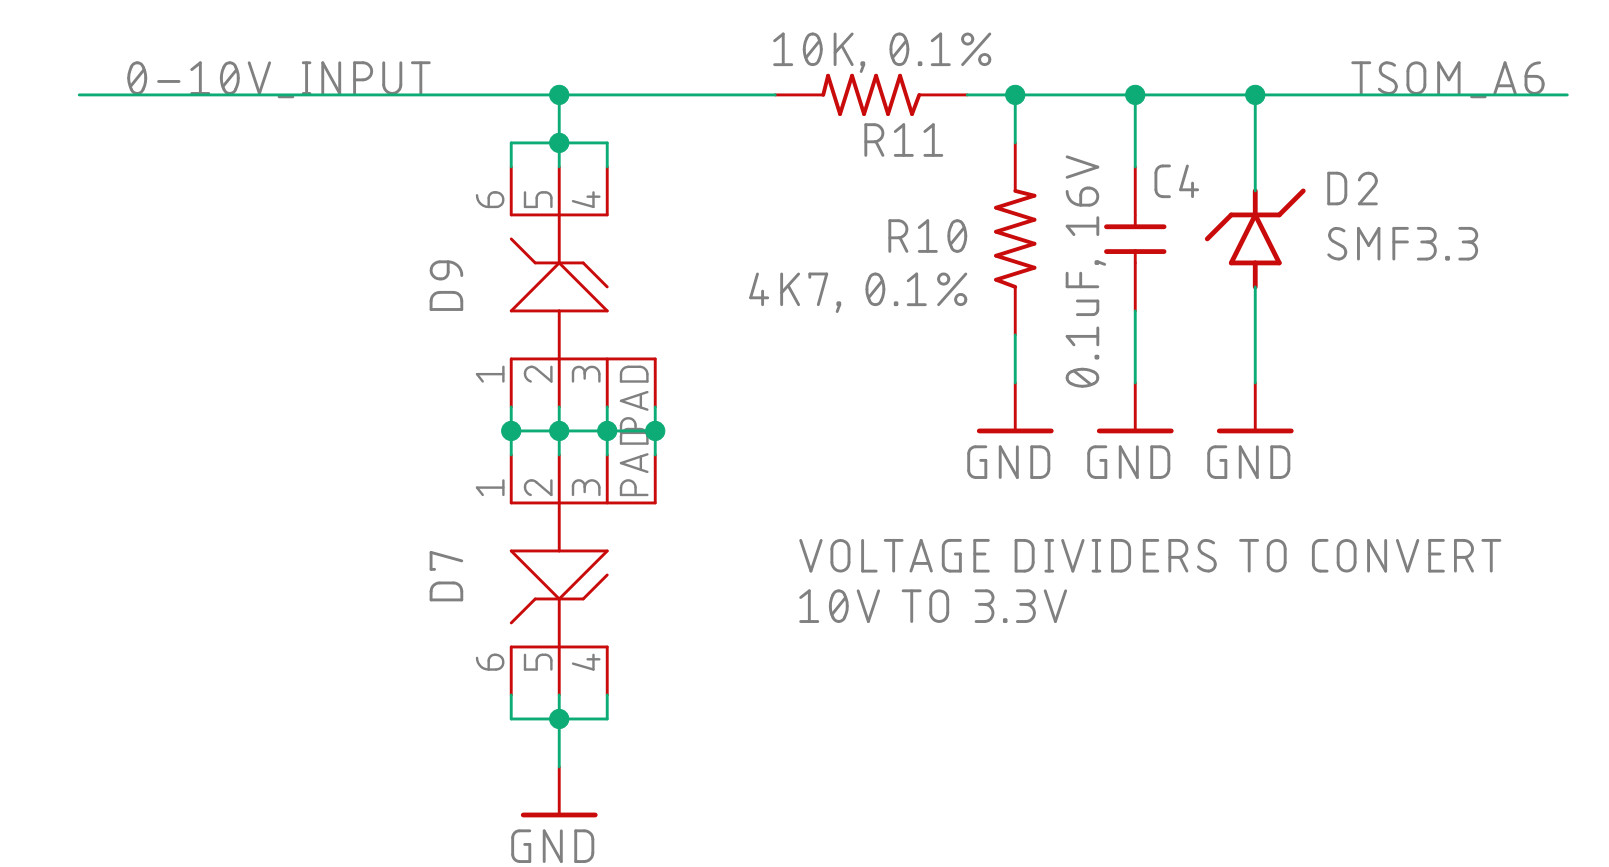 0-10V_INPUT
10K, 0.1%
R11
TSOM_A6
6
5
4
D9
1
2
3
PAD
R10
4K7, 0.1%
C4
0.1uF, 16V
D2
SMF3.3
GND
GND
GND
1
2
3
PAD
D7
6
5
4
GND
VOLTAGE DIVIDERS TO CONVERT
10V TO 3.3V